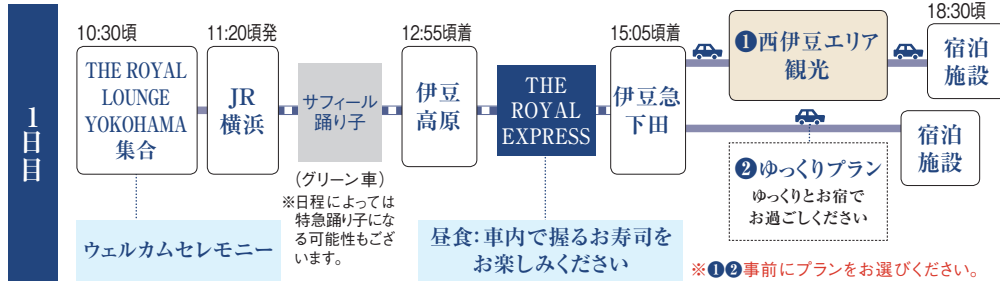 1日目
10:30頃
THE ROYAL
LOUNGE
YOKOHAMA
集合
ウェルカムセレモニー
11:20頃発
JR
横浜
サフィール
踊り子
(グリーン車)
※日程によっては
特急踊り子にな
る可能性もござ
います。
12:55頃着
伊豆
高原
THE
ROYAL
EXPRESS
昼食:車内で握るお寿司を
お楽しみください
15:05頃着
伊豆急
下田
❶西伊豆エリア
観光
18:30頃
宿泊
施設
❷ゆっくりプラン
ゆっくりとお宿で
お過ごしください
宿泊
施設
※❶❷事前にプランをお選びください。